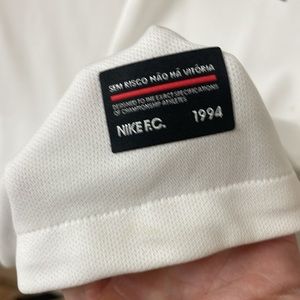 SEM RISCO NÃO HÁ VITÓRIA
DESIGNED TO THE EXACT SPECIFICATIONS
OF CHAMPIONSHIP ATHLETES
NIKE F.C. 1994